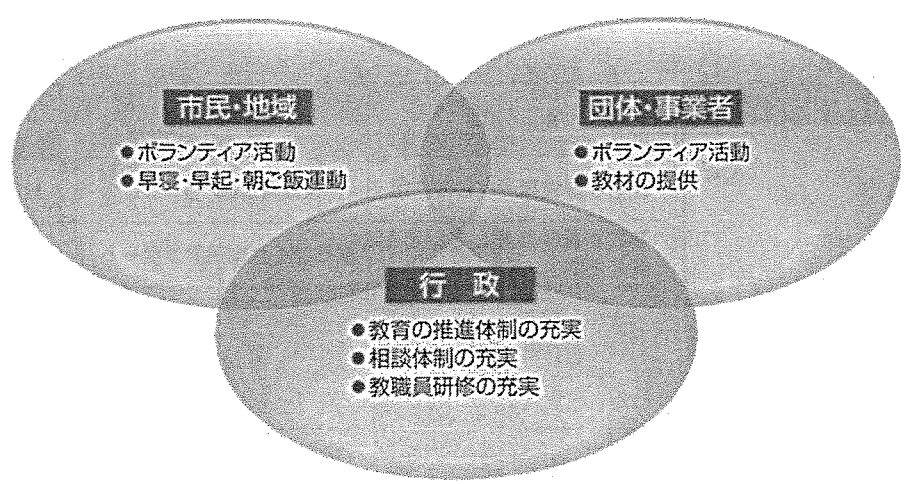 市民・地域
●ボランティア活動
●早寝・早起・朝ご飯運動
団体・事業者
●ボランティア活動
●教材の提供
行 政
●教育の推進体制の充実
●相談体制の充実
●教職員研修の充実